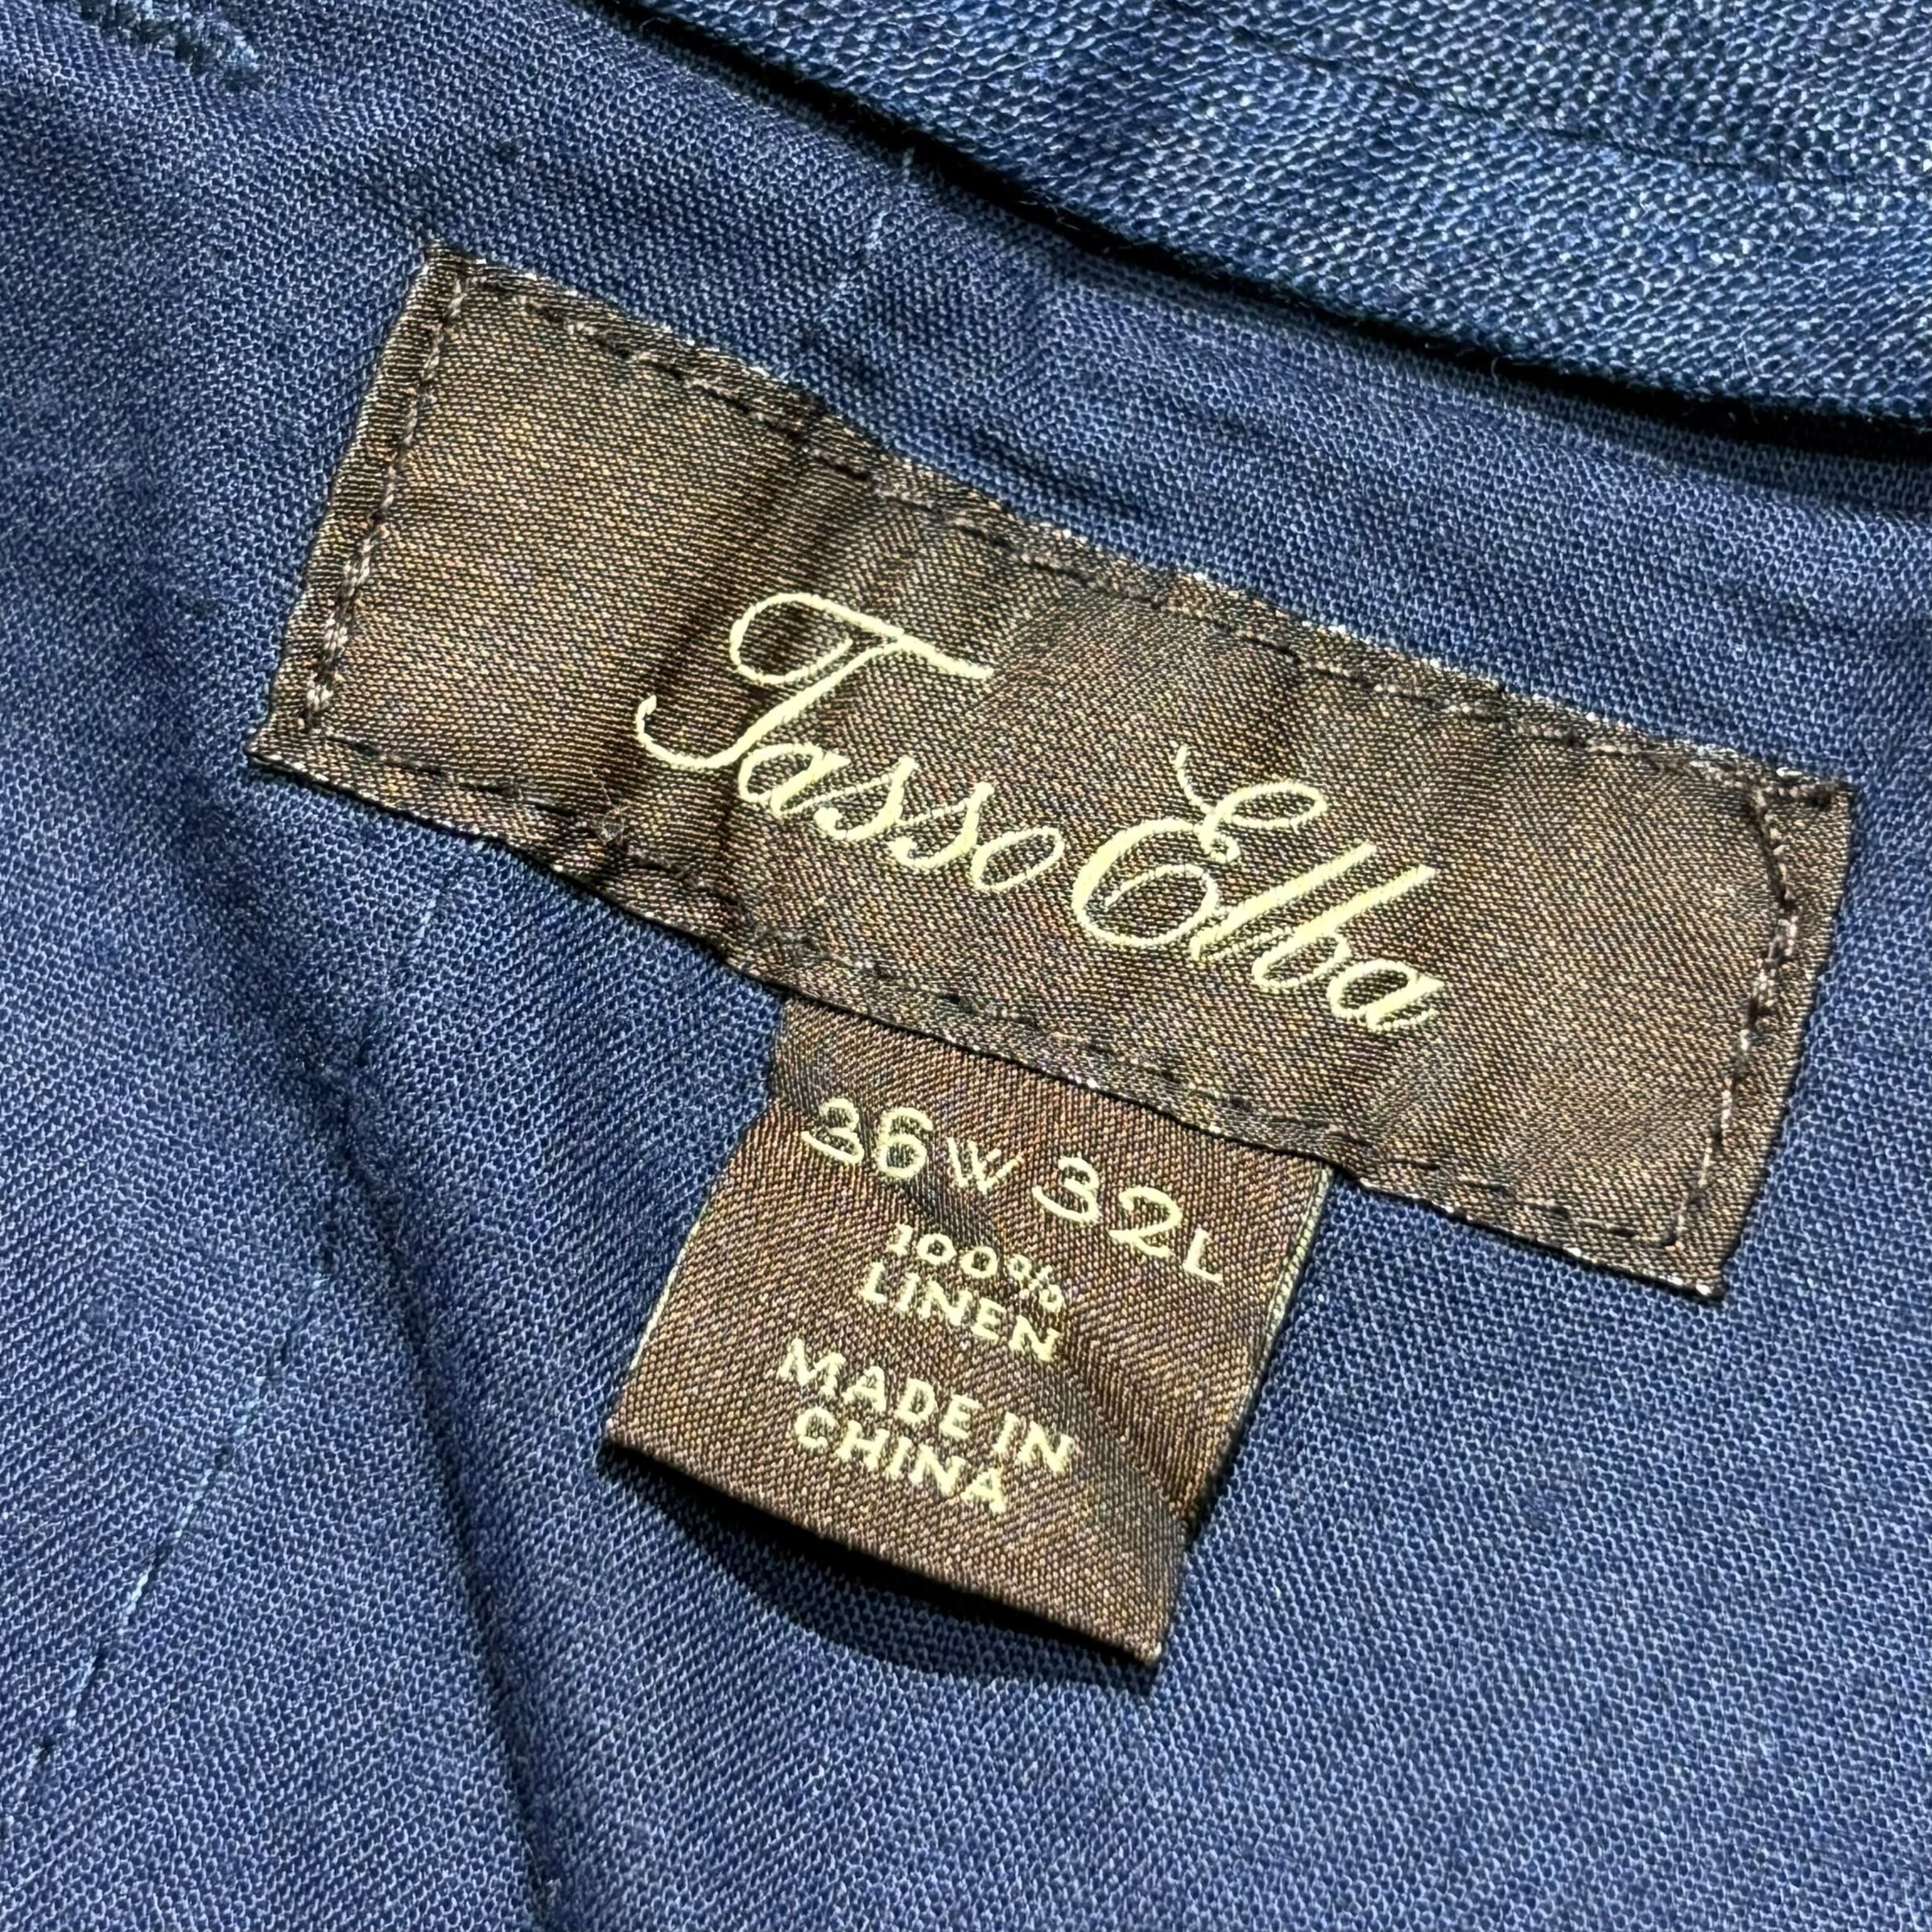 Tasso Elba
36W 32L
100%
LINEN
MADE IN
CHINA